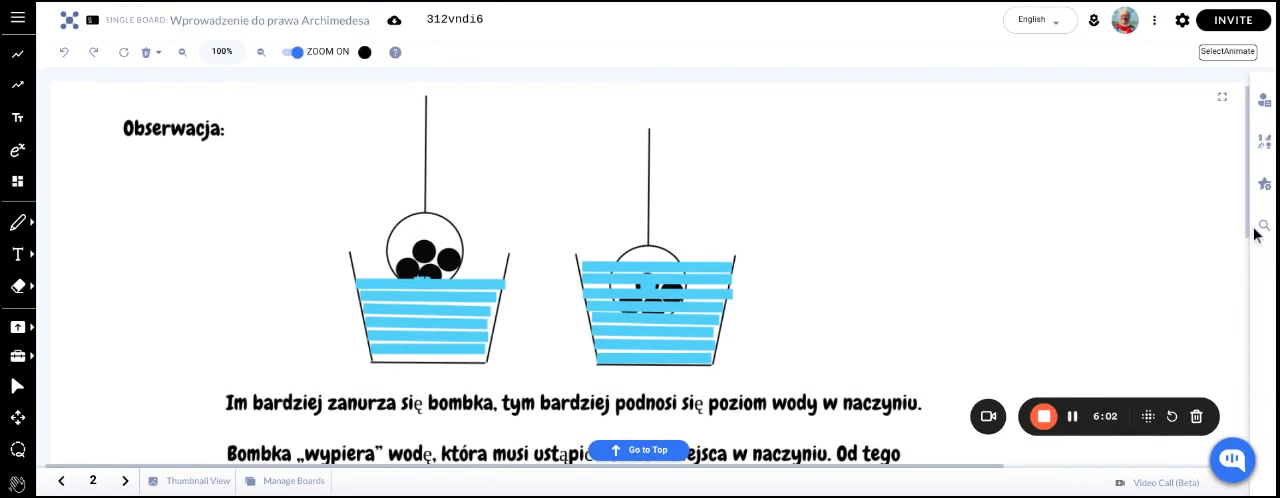 SINGLE BOARD: Wprowadzenie do prawa Archimedesa
312vndi6
English
INVITE
100%
ZOOM ON
SelectAnimate
Obserwacja:
Im bardziej zanurza się bombka, tym bardziej podnosi się poziom wody w naczyniu.
Bombka „wypiera” wodę, która musi ustąpić w naczyniu. Od tego
Go to Top
6:02
2
Thumbnail View
Manage Boards
Video Call (Beta)
Tт
eˣ
T